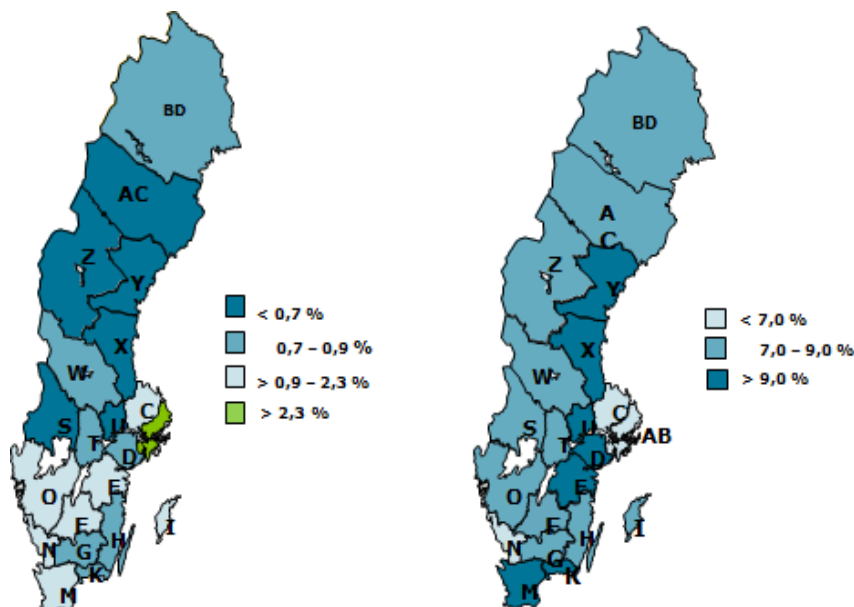 BD
AC
Z
Y
X
W
C
S
U
T
D
O
E
F
I
H
N
G
K
M
< 0,7 %
0,7 – 0,9 %
> 0,9 – 2,3 %
> 2,3 %
BD
A
C
Z
Y
X
W
C
S
U
AB
T
D
E
O
F
I
H
N
G
K
M
< 7,0 %
7,0 – 9,0 %
> 9,0 %